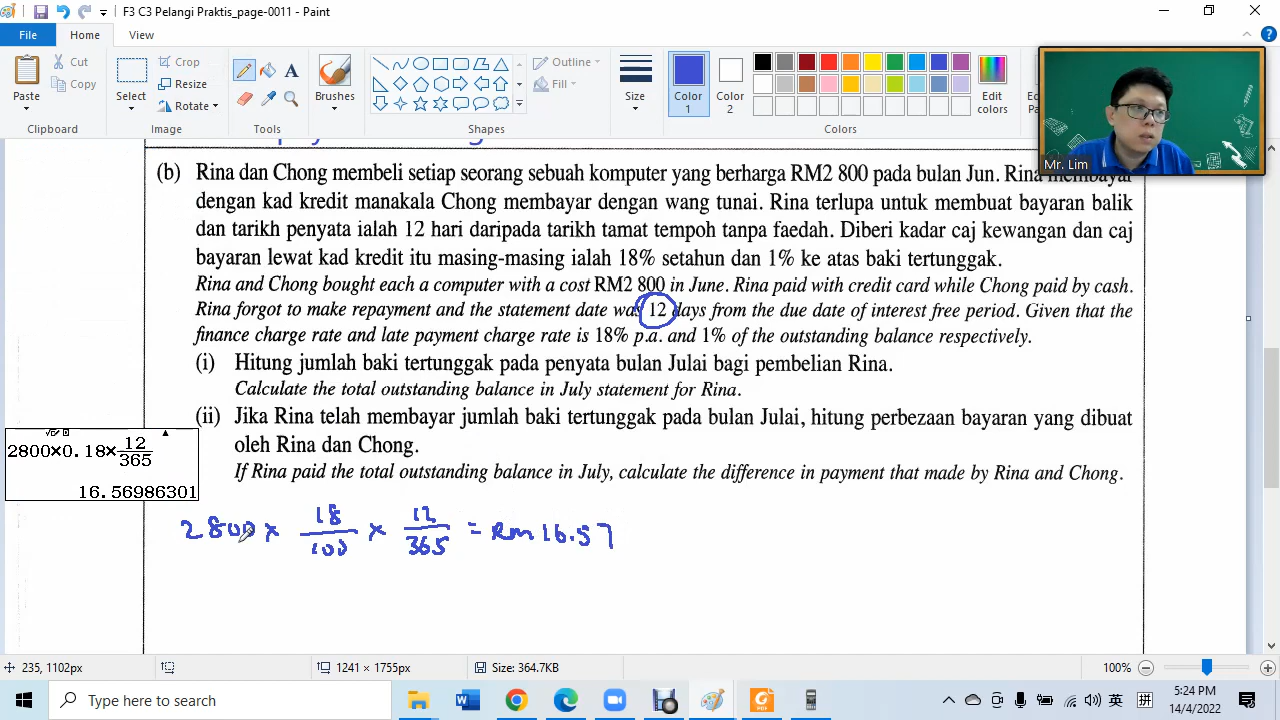 F3 C3 Pelangi Praktis_page-0011 - Paint
File Home View
Paste Cut Copy Clipboard
Select Crop Resize Rotate Image
A Tools
Brushes
Shapes Outline Fill
Size
Color 1 Color 2 Edit colors Colors
Mr. Lim
(b) Rina dan Chong membeli setiap seorang sebuah komputer yang berharga RM2 800 pada bulan Jun. Rina membayar
dengan kad kredit manakala Chong membayar dengan wang tunai. Rina terlupa untuk membuat bayaran balik
dan tarikh penyata ialah 12 hari daripada tarikh tamat tempoh tanpa faedah. Diberi kadar caj kewangan dan caj
bayaran lewat kad kredit itu masing-masing ialah 18% setahun dan 1% ke atas baki tertunggak.
Rina and Chong bought each a computer with a cost RM2 800 in June. Rina paid with credit card while Chong paid by cash.
Rina forgot to make repayment and the statement date was 12 days from the due date of interest free period. Given that the
finance charge rate and late payment charge rate is 18% p.a. and 1% of the outstanding balance respectively.
(i) Hitung jumlah baki tertunggak pada penyata bulan Julai bagi pembelian Rina.
Calculate the total outstanding balance in July statement for Rina.
(ii) Jika Rina telah membayar jumlah baki tertunggak pada bulan Julai, hitung perbezaan bayaran yang dibuat
oleh Rina dan Chong.
If Rina paid the total outstanding balance in July, calculate the difference in payment that made by Rina and Chong.
2800×0.18×12/365
16.56986301
2800 × 18/100 × 12/365 = RM 16.57
235, 1102px 1241 × 1755px Size: 364.7KB 100%
Type here to search
英 拼 5:24 PM
14/4/2022